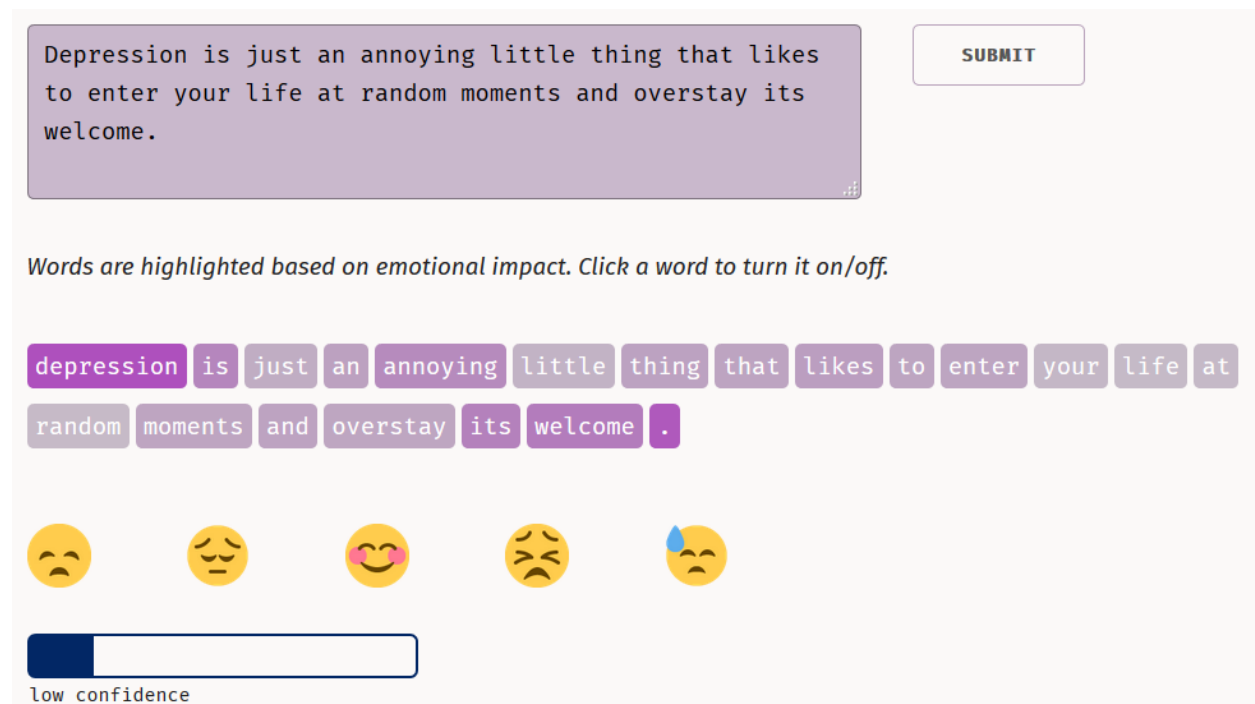 Depression is just an annoying little thing that likes
to enter your life at random moments and overstay its
welcome.
SUBMIT
Words are highlighted based on emotional impact. Click a word to turn it on/off.
depression is just an annoying little thing that likes to enter your life at
random moments and overstay its welcome .
low confidence